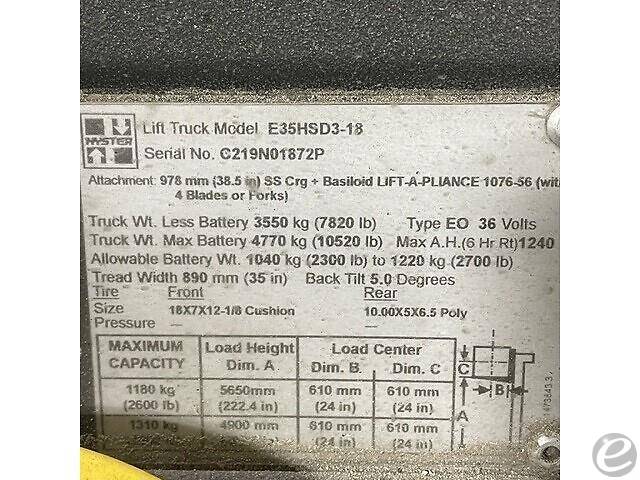 HYSTER
Lift Truck Model E35HSD3-18
Serial No. C219N01872P
Attachment: 978 mm (38.5 in) SS Crg + Basiloid LIFT-A-PLIANCE 1076-56 (with
4 Blades or Forks)
Truck Wt. Less Battery 3550 kg (7820 lb) Type EO 36 Volts
Truck Wt. Max Battery 4770 kg (10520 lb) Max A.H.(6 Hr Rt)1240
Allowable Battery Wt. 1040 kg (2300 lb) to 1220 kg (2700 lb)
Tread Width 890 mm (35 in) Back Tilt 5.0 Degrees
Tire Front Rear
Size 18X7X12-1/8 Cushion 10.00X5X6.5 Poly
Pressure — —
MAXIMUM CAPACITY Load Height Dim. A Load Center Dim. B. Dim. C
1180 kg 5650mm 610 mm 610 mm
(2600 lb) (222.4 in) (24 in) (24 in)
1310 kg 4900 mm 610 mm 610 mm
(24 in) (24 in)
C
B
A
e2o